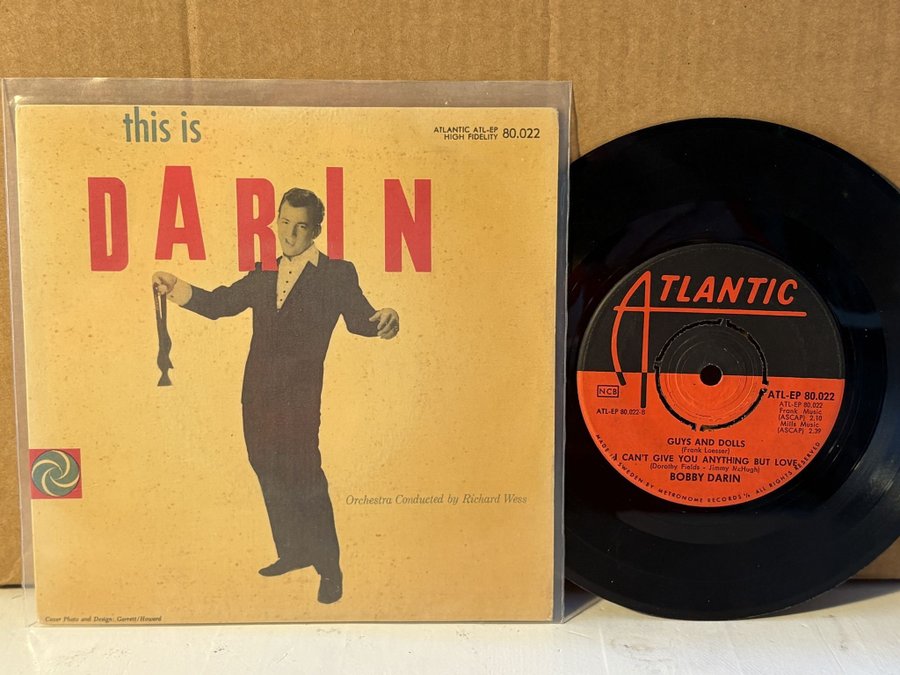 this is
ATLANTIC ATL-EP
HIGH FIDELITY 80.022
DARIN
Orchestra Conducted by Richard Wess
Cover Photo and Design: Garrett/Howard
ATLANTIC
NCB
ATL-EP 80.022
ATL-EP 80.022-B
ATL-EP 80.022
Frank Music
(ASCAP) 2.10
Mills Music
(ASCAP) 2.39
GUYS AND DOLLS
(Frank Loesser)
I CAN'T GIVE YOU ANYTHING BUT LOVE
(Dorothy Fields - Jimmy McHugh)
BOBBY DARIN
MADE IN SWEDEN BY METRONOME RECORDS ALL RIGHTS RESERVED